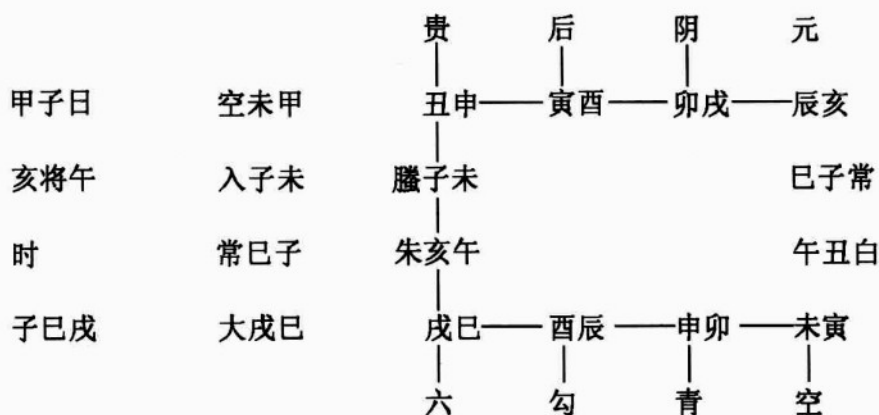 贵 后 阴 元
甲子日 空未甲 丑申 寅酉 卯戌 辰亥
亥将午 入子未 螣子未 巳子常
时 常巳子 朱亥午 午丑白
子巳戌 大戌巳 戌巳 酉辰 申卯 未寅
六 勾 青 空